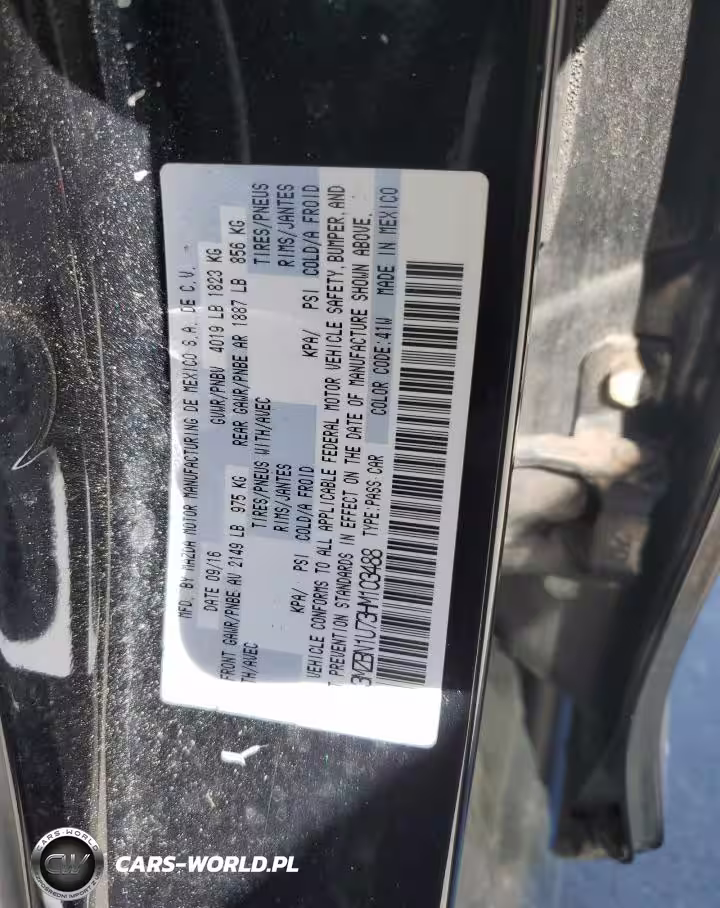 MFD. BY MAZDA MOTOR MANUFACTURING DE MEXICO S.A. DE C.V.
DATE 09/16 GVWR/PNBV 4019 LB 1823 KG
FRONT GAWR/PNBE AV 2149 LB 975 KG REAR GAWR/PNBE AR 1887 LB 856 KG
TH/AVEC TIRES/PNEUS WITH/AVEC TIRES/PNEUS
RIMS/JANTES RIMS/JANTES
KPA/ PSI COLD/A FROID KPA/ PSI COLD/A FROID
VEHICLE CONFORMS TO ALL APPLICABLE FEDERAL MOTOR VEHICLE SAFETY, BUMPER, AND
T PREVENTION STANDARDS IN EFFECT ON THE DATE OF MANUFACTURE SHOWN ABOVE.
3MZBN1U73HM103488 TYPE:PASS CAR COLOR CODE:41W MADE IN MEXICO
CARS-WORLD
CW
CARS-WORLD.PL